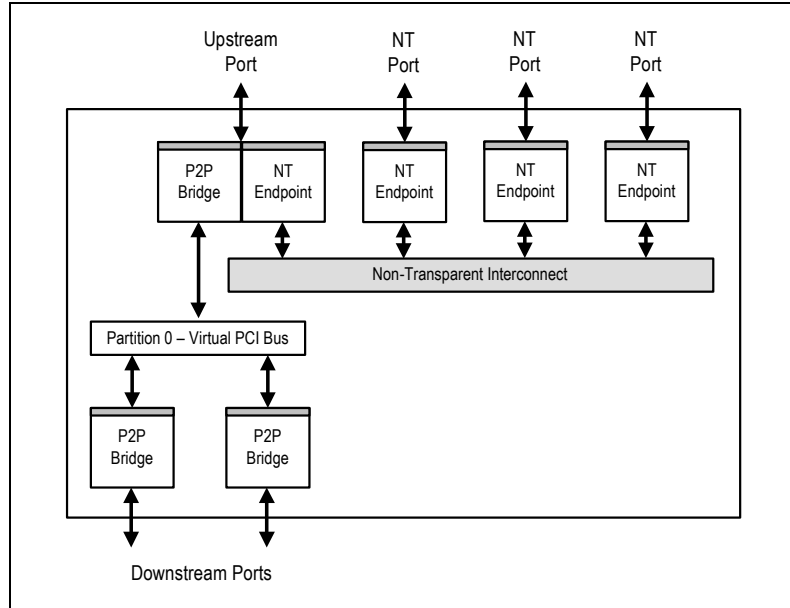 Upstream
Port
NT
Port
NT
Port
NT
Port
P2P
Bridge
NT
Endpoint
NT
Endpoint
NT
Endpoint
NT
Endpoint
Non-Transparent Interconnect
Partition 0 – Virtual PCI Bus
P2P
Bridge
P2P
Bridge
Downstream Ports